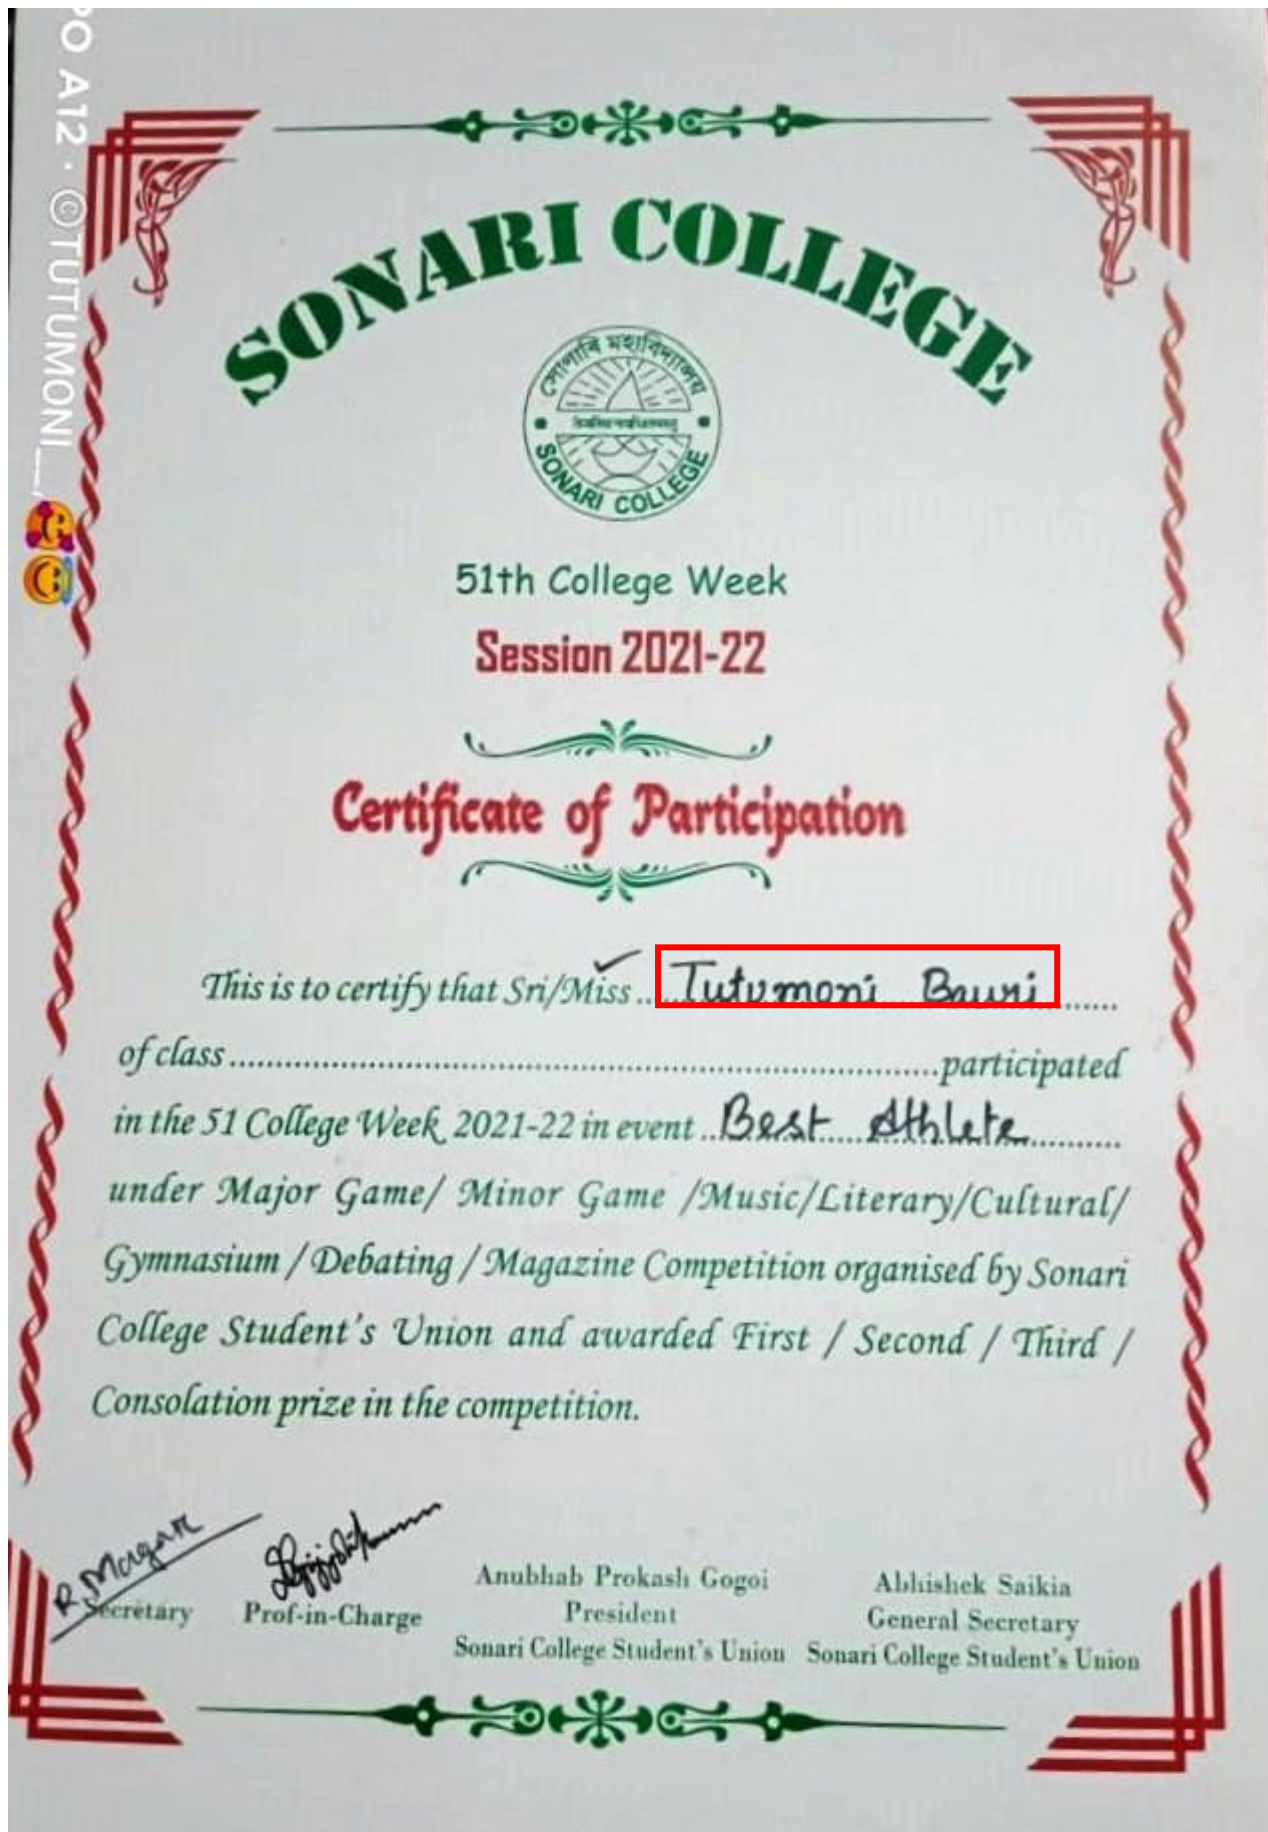 PO A12 · ©TUTUMONI__,🥰😇
SONARI COLLEGE
সোণাৰি মহাবিদ্যালয়
SONARI COLLEGE
51th College Week
Session 2021-22
Certificate of Participation
This is to certify that Sri/Miss ✓ Tutumoni Bauri
of class ........ participated
in the 51 College Week 2021-22 in event Best Athlete
under Major Game/ Minor Game /Music/Literary/Cultural/
Gymnasium / Debating / Magazine Competition organised by Sonari
College Student's Union and awarded First / Second / Third /
Consolation prize in the competition.
R. Magar
Secretary
Prof-in-Charge
Anubhab Prokash Gogoi
President
Sonari College Student's Union
Abhishek Saikia
General Secretary
Sonari College Student's Union